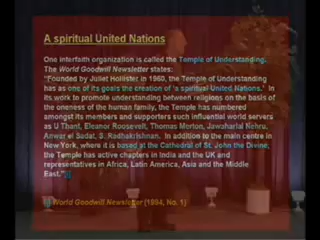 A spiritual United Nations
One interfaith organization is called the Temple of Understanding.
The World Goodwill Newsletter states:
"Founded by Juliet Hollister in 1960, the Temple of Understanding
has as one of its goals the creation of 'a spiritual United Nations.' In
its work to promote understanding between religions on the basis of
the oneness of the human family, the Temple has numbered
amongst its members and supporters such influential world servers
as U Thant, Eleanor Roosevelt, Thomas Morton, Jawaharlal Nehru,
Anwar el Sadat, S. Radhakrishnan. In addition to the main centre in
New York, where it is based at the Cathedral of St. John the Divine,
the Temple has active chapters in India and the UK and
representatives in Africa, Latin America, Asia and the Middle
East."[i]
[i] World Goodwill Newsletter (1994, No. 1)